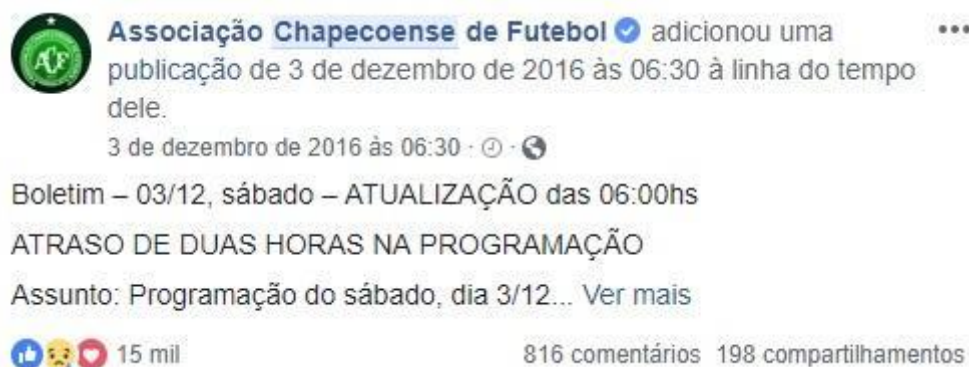 Associação Chapecoense de Futebol adicionou uma
publicação de 3 de dezembro de 2016 às 06:30 à linha do tempo
dele.
3 de dezembro de 2016 às 06:30 ·  ·
Boletim – 03/12, sábado – ATUALIZAÇÃO das 06:00hs
ATRASO DE DUAS HORAS NA PROGRAMAÇÃO
Assunto: Programação do sábado, dia 3/12... Ver mais
15 mil 816 comentários 198 compartilhamentos